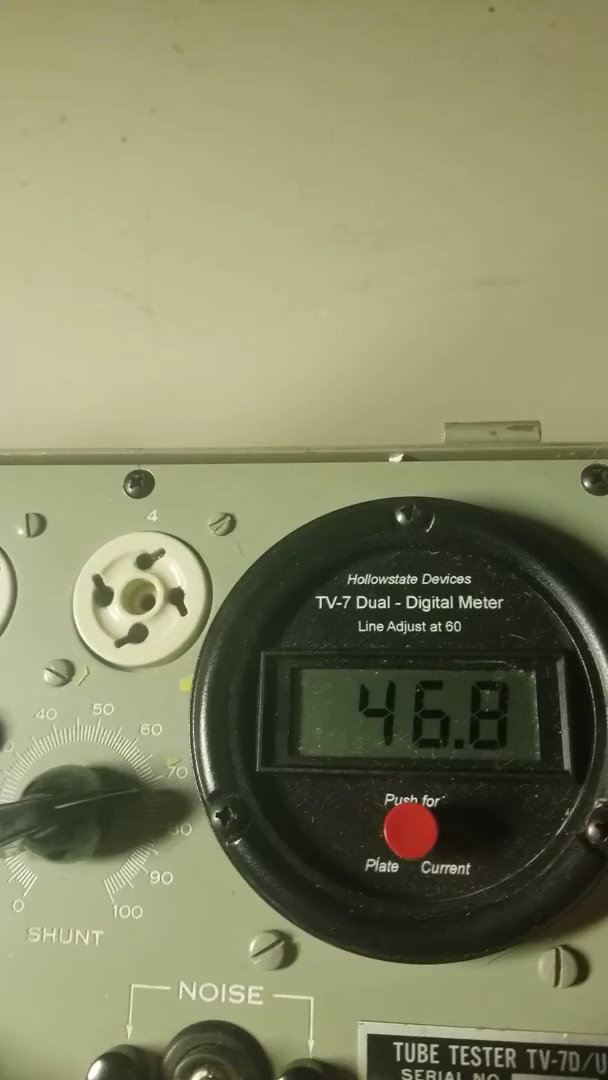 4
Hollowstate Devices
TV-7 Dual - Digital Meter
Line Adjust at 60
46.8
40
50
60
70
80
90
100
0
SHUNT
Push for
Plate Current
NOISE
TUBE TESTER TV-7D/U
SERIAL NO